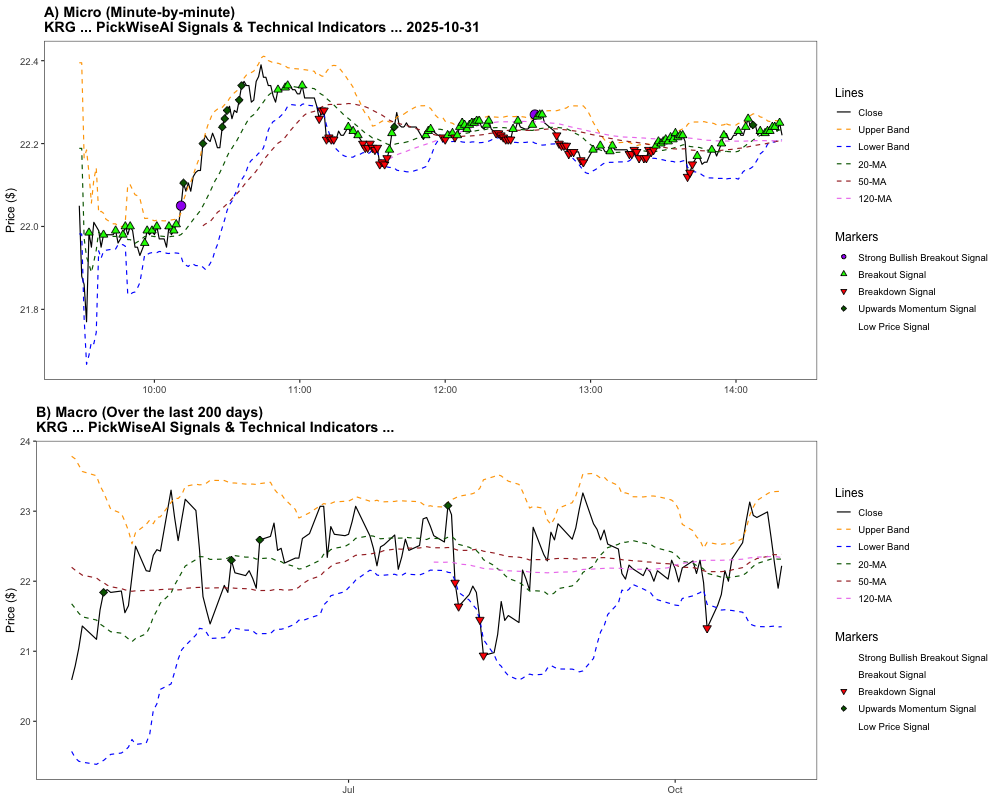 A) Micro (Minute-by-minute)
KRG ... PickWiseAI Signals & Technical Indicators ... 2025-10-31
Price ($)
22.4
22.2
22.0
21.8
10:00
11:00
12:00
13:00
14:00
Lines
Close
Upper Band
Lower Band
20-MA
50-MA
120-MA
Markers
Strong Bullish Breakout Signal
Breakout Signal
Breakdown Signal
Upwards Momentum Signal
Low Price Signal
B) Macro (Over the last 200 days)
KRG ... PickWiseAI Signals & Technical Indicators ...
Price ($)
24
23
22
21
20
Jul
Oct
Lines
Close
Upper Band
Lower Band
20-MA
50-MA
120-MA
Markers
Strong Bullish Breakout Signal
Breakout Signal
Breakdown Signal
Upwards Momentum Signal
Low Price Signal